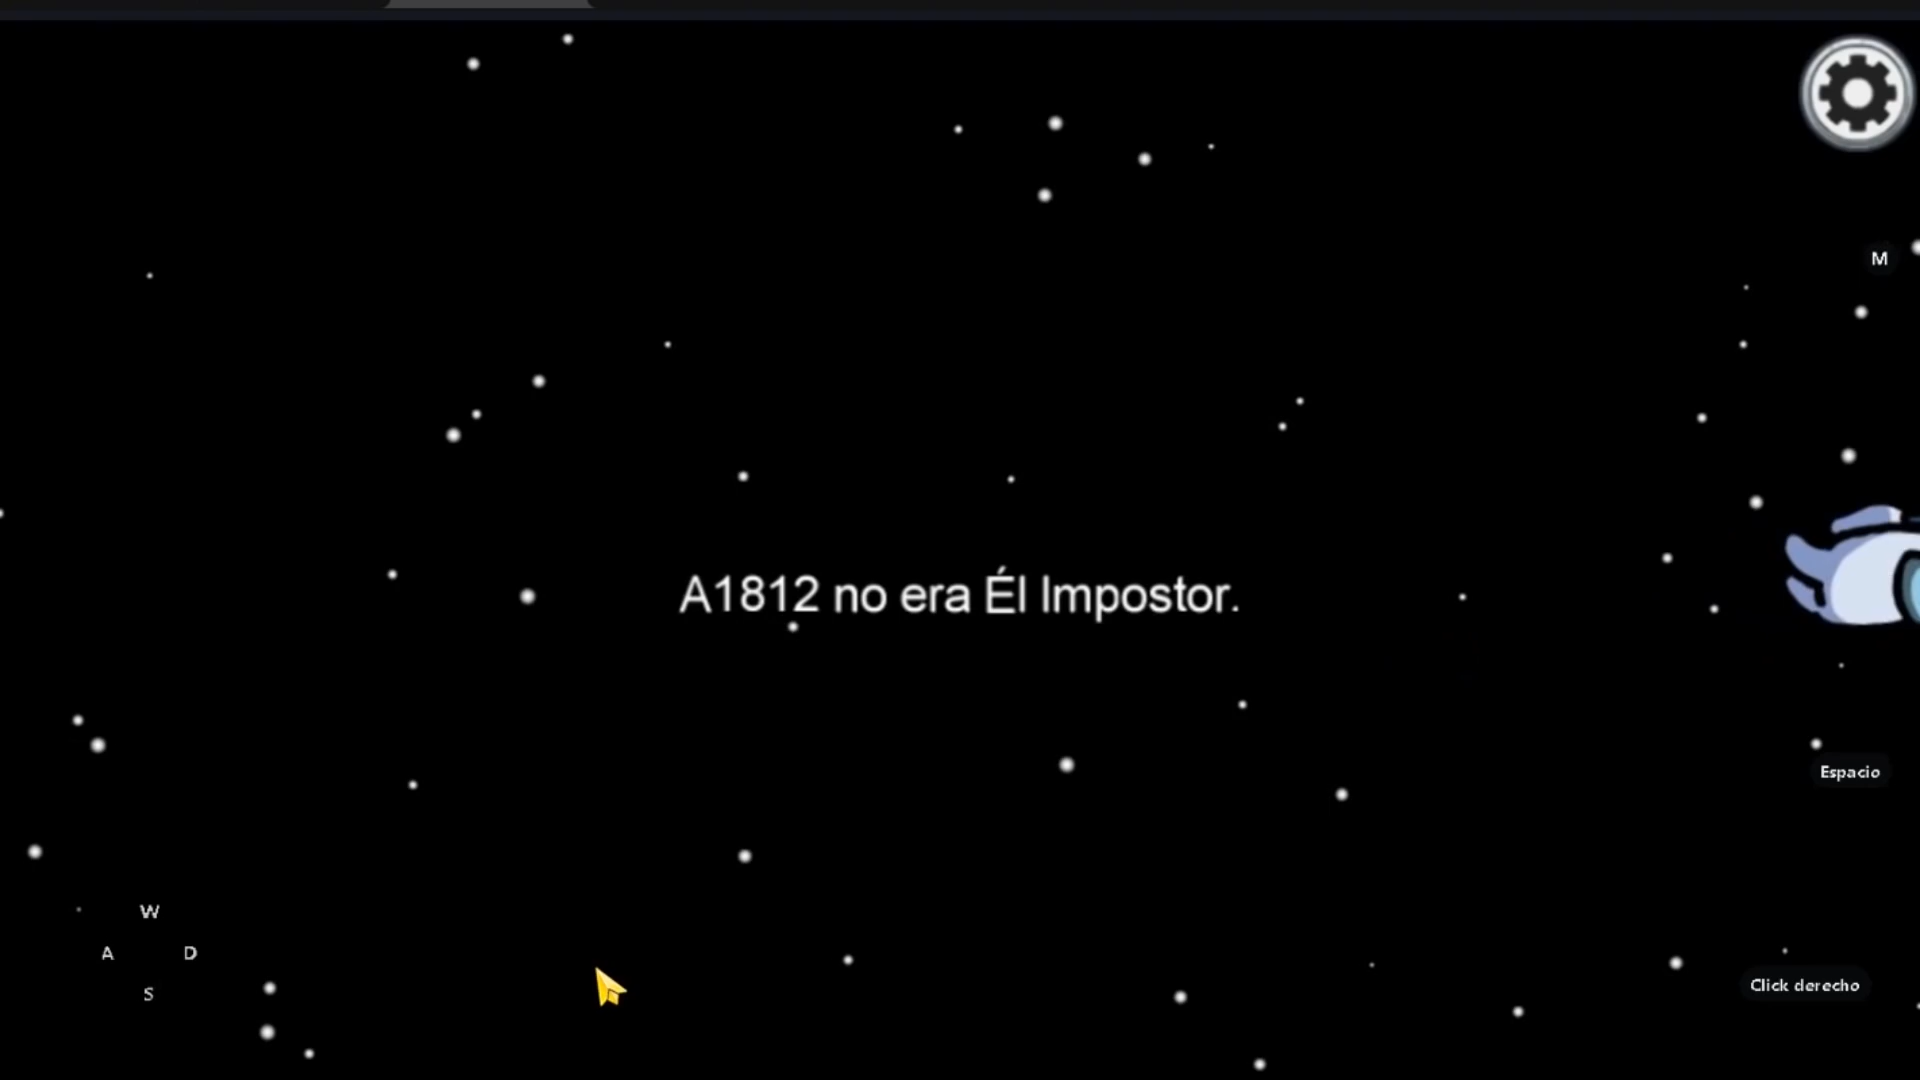 M
A1812 no era Él Impostor.
Espacio
W
A D
S
Click derecho